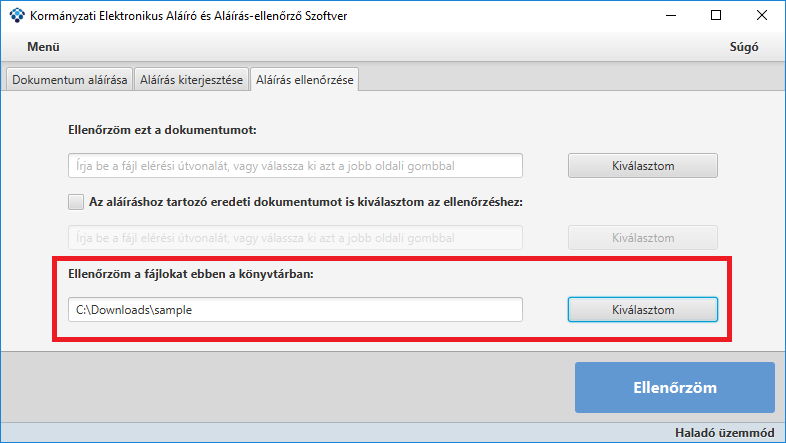 Kormányzati Elektronikus Aláíró és Aláírás-ellenőrző Szoftver
Menü Súgó
Dokumentum aláírása Aláírás kiterjesztése Aláírás ellenőrzése
Ellenőrzöm ezt a dokumentumot:
Írja be a fájl elérési útvonalát, vagy válassza ki azt a jobb oldali gombbal Kiválasztom
Az aláíráshoz tartozó eredeti dokumentumot is kiválasztom az ellenőrzéshez:
Írja be a fájl elérési útvonalát, vagy válassza ki azt a jobb oldali gombbal Kiválasztom
Ellenőrzöm a fájlokat ebben a könyvtárban:
C:\Downloads\sample Kiválasztom
Ellenőrzöm
Haladó üzemmód